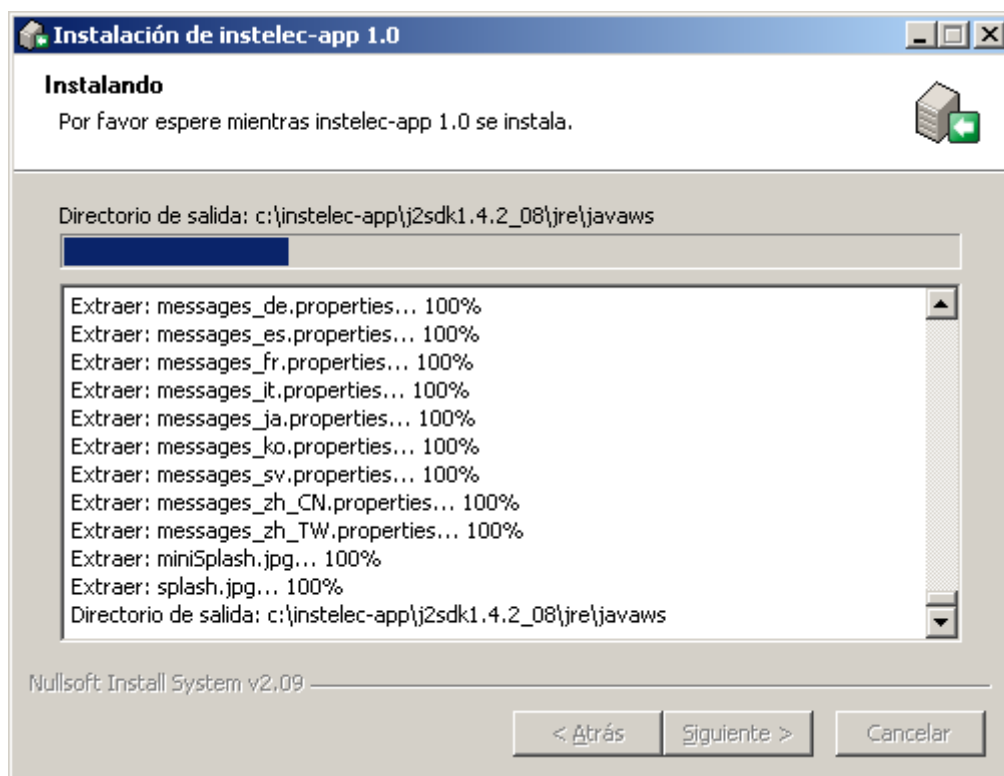 Instalación de instelec-app 1.0
Instalando
Por favor espere mientras instelec-app 1.0 se instala.
Directorio de salida: c:\instelec-app\j2sdk1.4.2_08\jre\javaws
Extraer: messages_de.properties... 100%
Extraer: messages_es.properties... 100%
Extraer: messages_fr.properties... 100%
Extraer: messages_it.properties... 100%
Extraer: messages_ja.properties... 100%
Extraer: messages_ko.properties... 100%
Extraer: messages_sv.properties... 100%
Extraer: messages_zh_CN.properties... 100%
Extraer: messages_zh_TW.properties... 100%
Extraer: miniSplash.jpg... 100%
Extraer: splash.jpg... 100%
Directorio de salida: c:\instelec-app\j2sdk1.4.2_08\jre\javaws
Nullsoft Install System v2.09
< Atrás Siguiente > Cancelar